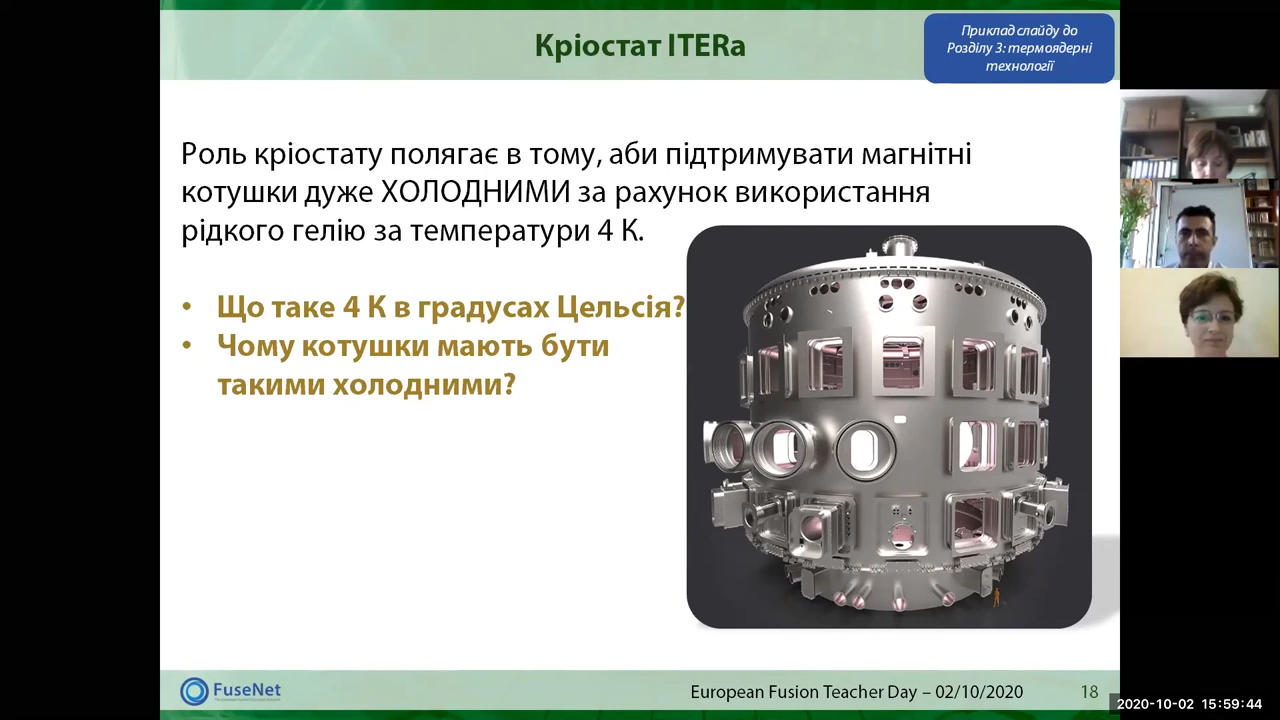 Кріостат ITERа
Приклад слайду до
Розділу 3: термоядерні
технології
Роль кріостату полягає в тому, аби підтримувати магнітні
котушки дуже ХОЛОДНИМИ за рахунок використання
рідкого гелію за температури 4 К.
• Що таке 4 К в градусах Цельсія?
• Чому котушки мають бути
такими холодними?
FuseNet
European Fusion Teacher Day – 02/10/2020
18
2020-10-02 15:59:44